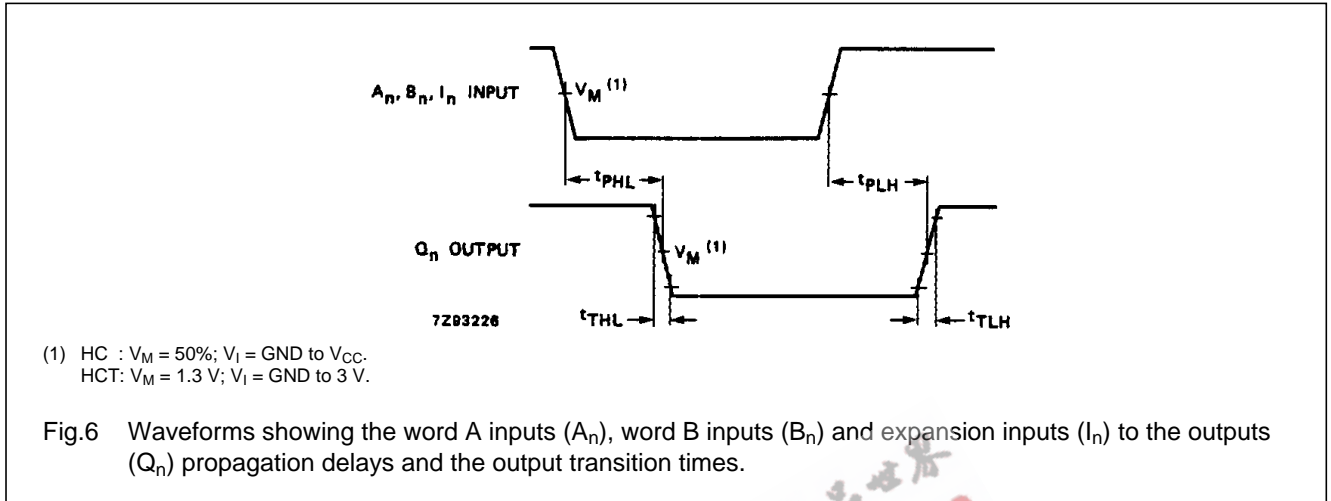 Aₙ, Bₙ, Iₙ INPUT
V_M (1)
t_PHL
t_PLH
Qₙ OUTPUT
V_M (1)
7Z93226
t_THL
t_TLH
(1) HC : V_M = 50%; V_I = GND to V_CC.
HCT: V_M = 1.3 V; V_I = GND to 3 V.
Fig.6 Waveforms showing the word A inputs (Aₙ), word B inputs (Bₙ) and expansion inputs (Iₙ) to the outputs
(Qₙ) propagation delays and the output transition times.